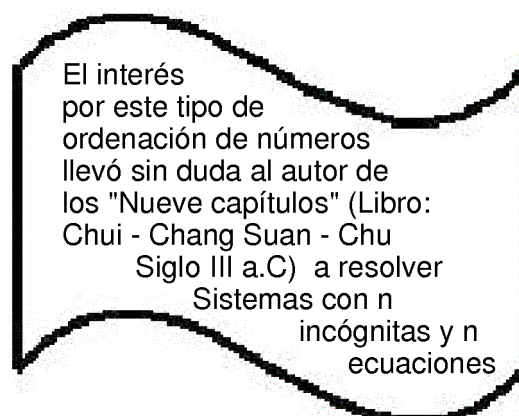 El interés
por este tipo de
ordenación de números
llevó sin duda al autor de
los "Nueve capítulos" (Libro:
Chui - Chang Suan - Chu
Siglo III a.C)  a resolver
Sistemas con n
incógnitas y n
ecuaciones